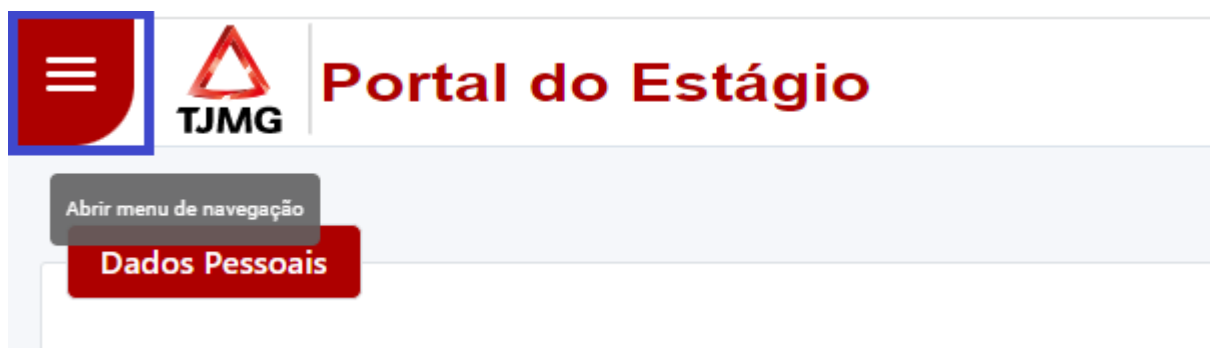 TJMG
Portal do Estágio
Abrir menu de navegação
Dados Pessoais